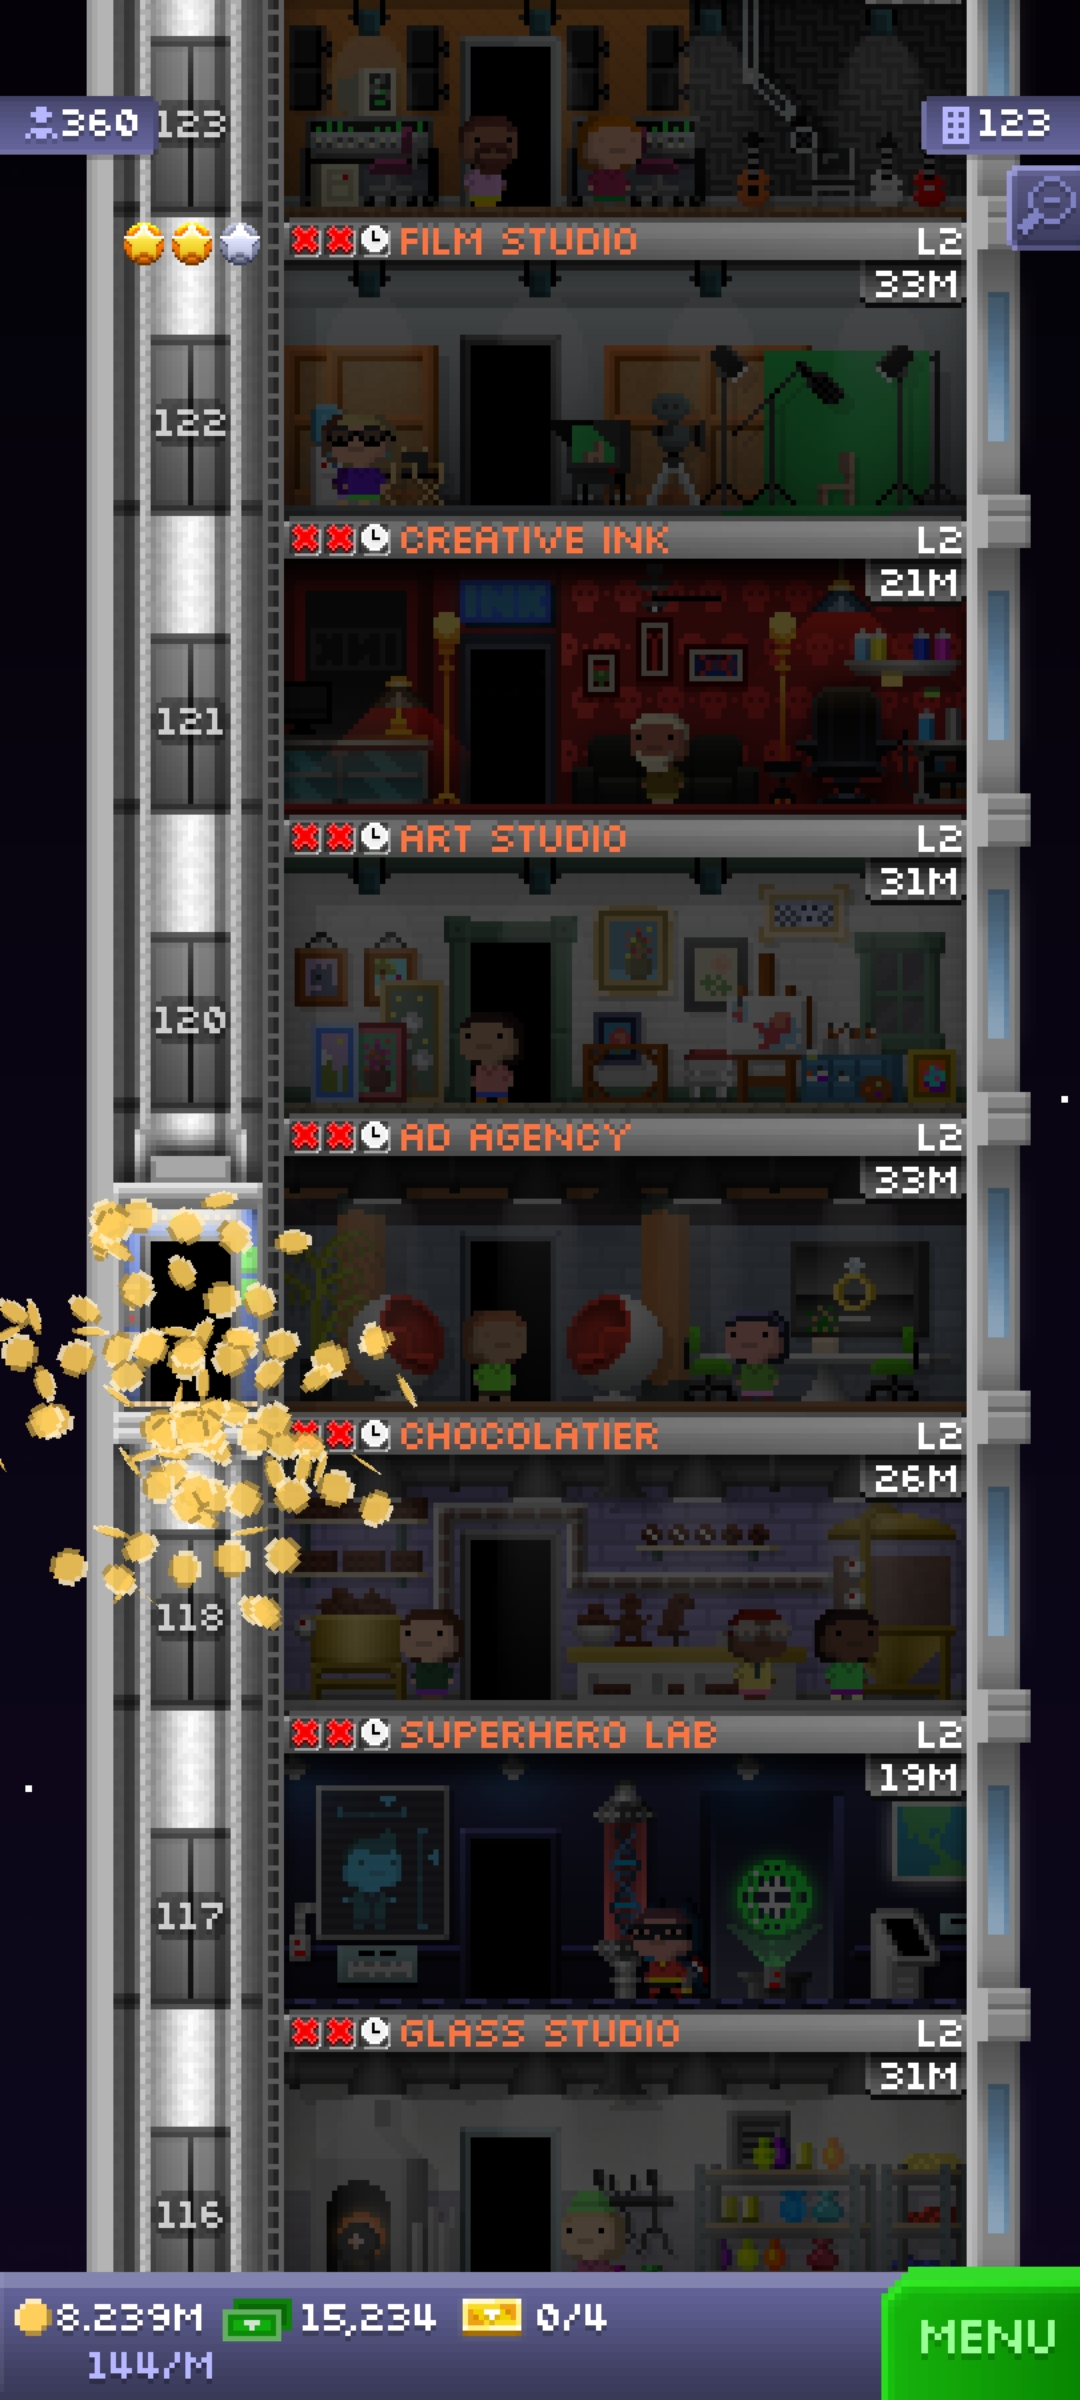 360
123
123
FILM STUDIO L2
33M
122
CREATIVE INK L2
21M
INK
121
ART STUDIO L2
31M
120
AD AGENCY L2
33M
CHOCOLATIER L2
26M
118
SUPERHERO LAB L2
19M
117
GLASS STUDIO L2
31M
116
8.239M 15,234 0/4
144/M
MENU